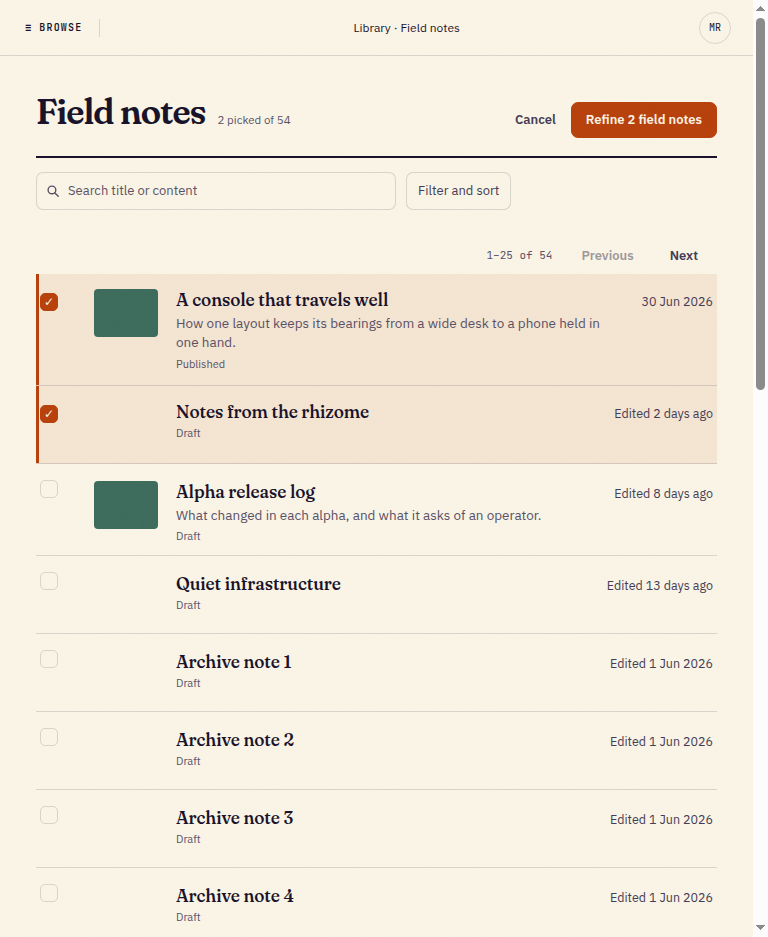 ≡ BROWSE
Library · Field notes
MR
Field notes
2 picked of 54
Cancel
Refine 2 field notes
Search title or content
Filter and sort
1–25 of 54
Previous
Next
A console that travels well
30 Jun 2026
How one layout keeps its bearings from a wide desk to a phone held in
one hand.
Published
Notes from the rhizome
Edited 2 days ago
Draft
Alpha release log
Edited 8 days ago
What changed in each alpha, and what it asks of an operator.
Draft
Quiet infrastructure
Edited 13 days ago
Draft
Archive note 1
Edited 1 Jun 2026
Draft
Archive note 2
Edited 1 Jun 2026
Draft
Archive note 3
Edited 1 Jun 2026
Draft
Archive note 4
Edited 1 Jun 2026
Draft